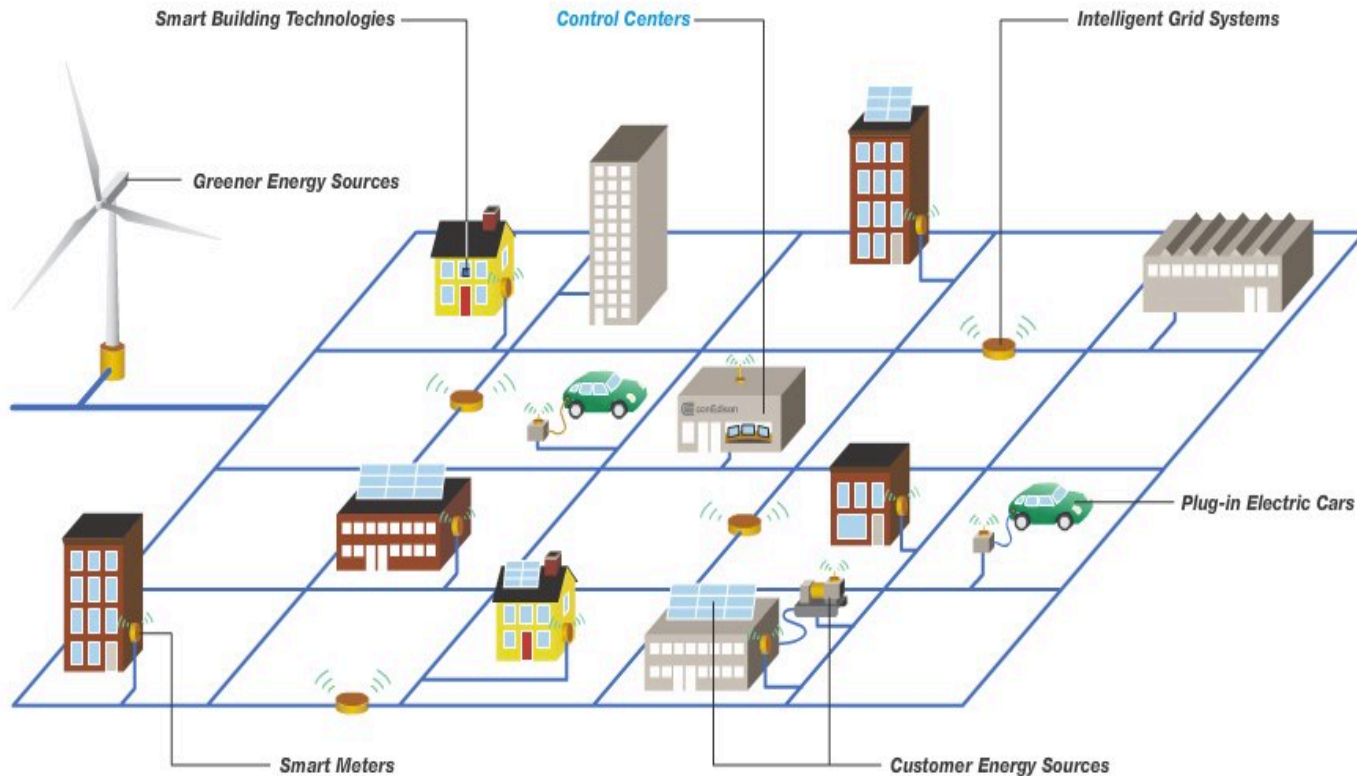 Smart Building Technologies
Control Centers
Intelligent Grid Systems
Greener Energy Sources
conEdison
Plug-in Electric Cars
Smart Meters
Customer Energy Sources